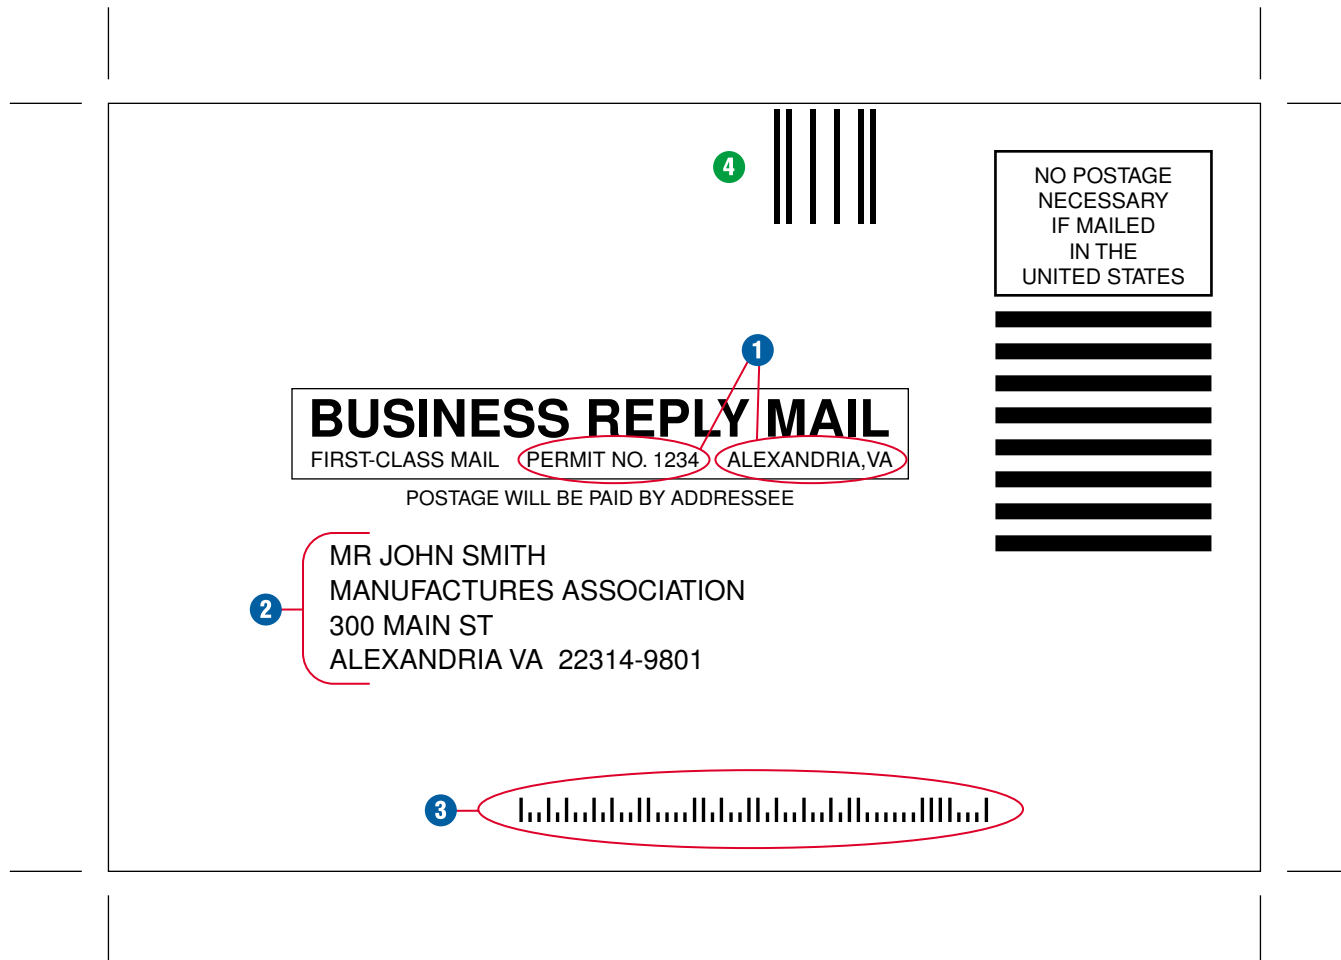 4
NO POSTAGE
NECESSARY
IF MAILED
IN THE
UNITED STATES
1
BUSINESS REPLY MAIL
FIRST-CLASS MAIL PERMIT NO. 1234 ALEXANDRIA, VA
POSTAGE WILL BE PAID BY ADDRESSEE
2
MR JOHN SMITH
MANUFACTURES ASSOCIATION
300 MAIN ST
ALEXANDRIA VA 22314-9801
3